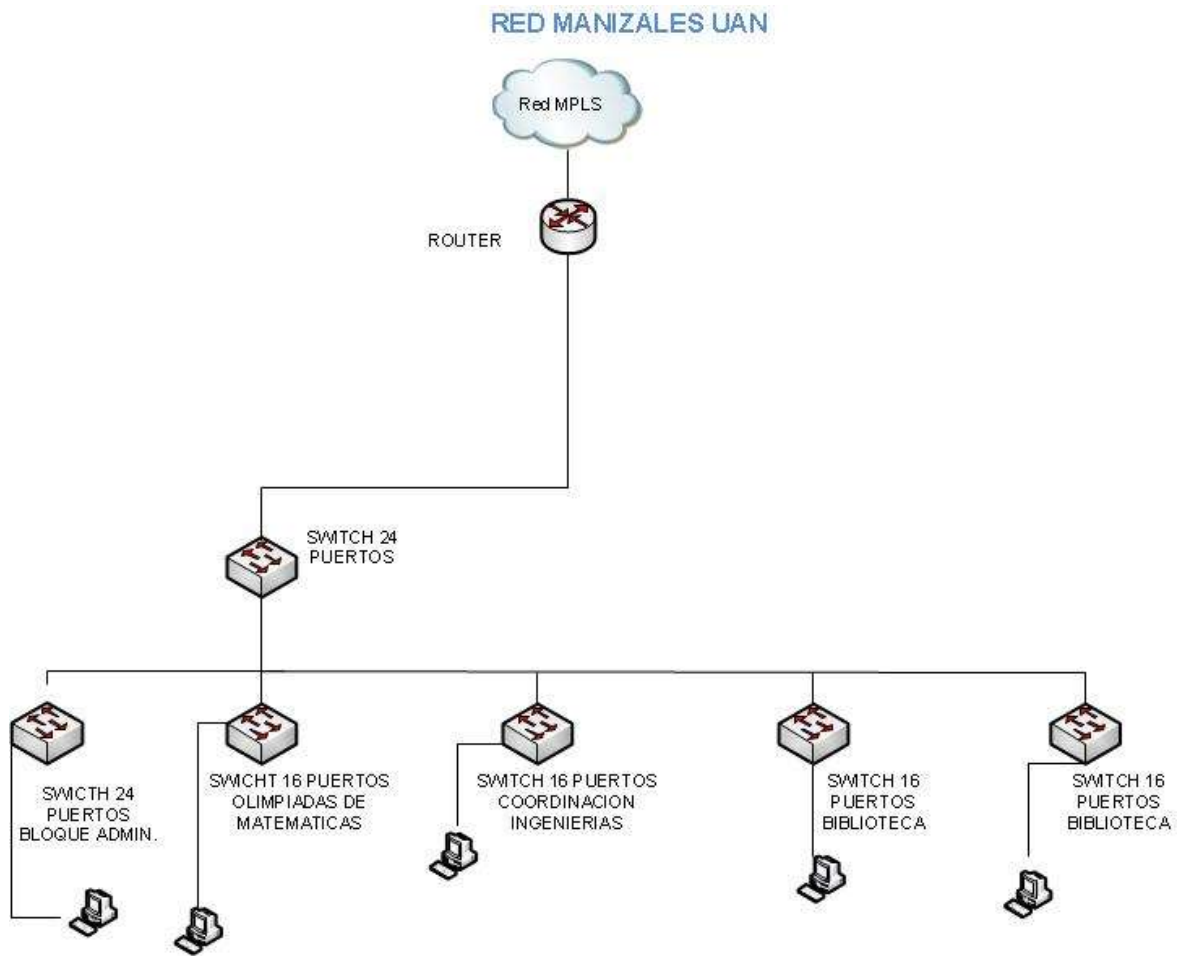 RED MANIZALES UAN
Red MPLS
ROUTER
SWITCH 24
PUERTOS
SWICTH 24
PUERTOS
BLOQUE ADMIN.
SWICHT 16 PUERTOS
OLIMPIADAS DE
MATEMATICAS
SWITCH 16 PUERTOS
COORDINACION
INGENIERIAS
SWITCH 16
PUERTOS
BIBLIOTECA
SWITCH 16
PUERTOS
BIBLIOTECA